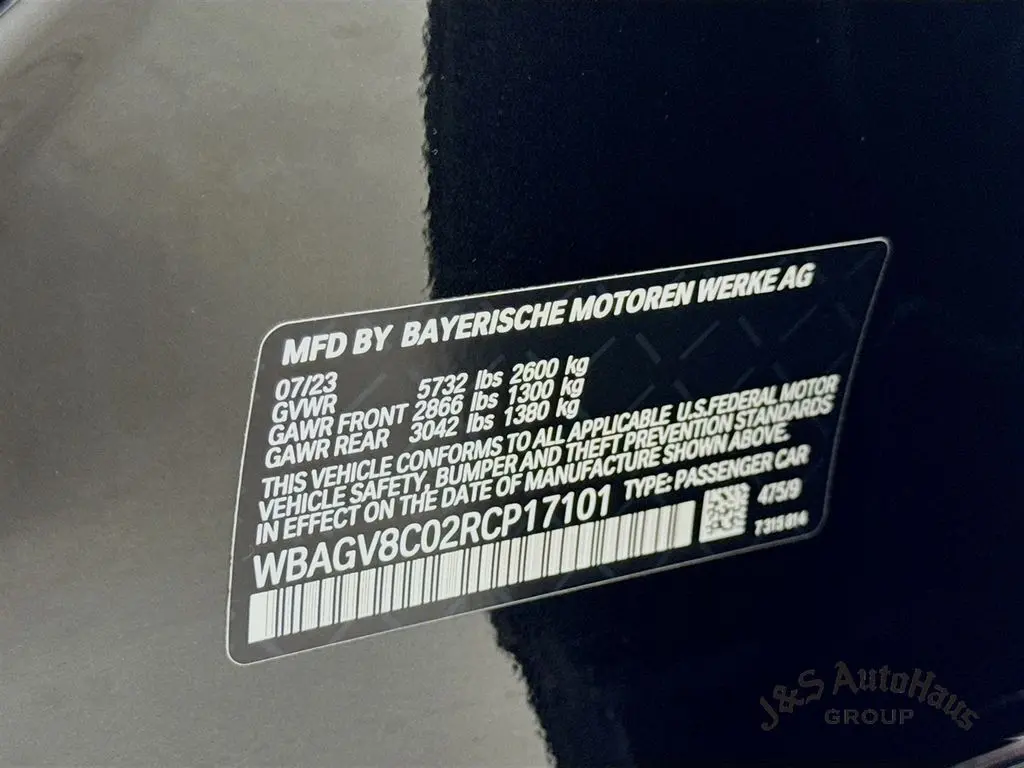 MFD BY BAYERISCHE MOTOREN WERKE AG
07/23
GVWR 5732 lbs 2600 kg
GAWR FRONT 2866 lbs 1300 kg
GAWR REAR 3042 lbs 1380 kg
THIS VEHICLE CONFORMS TO ALL APPLICABLE U.S.FEDERAL MOTOR
VEHICLE SAFETY, BUMPER AND THEFT PREVENTION STANDARDS
IN EFFECT ON THE DATE OF MANUFACTURE SHOWN ABOVE.
WBAGV8C02RCP17101 TYPE: PASSENGER CAR
475/9
J&S AutoHaus
GROUP